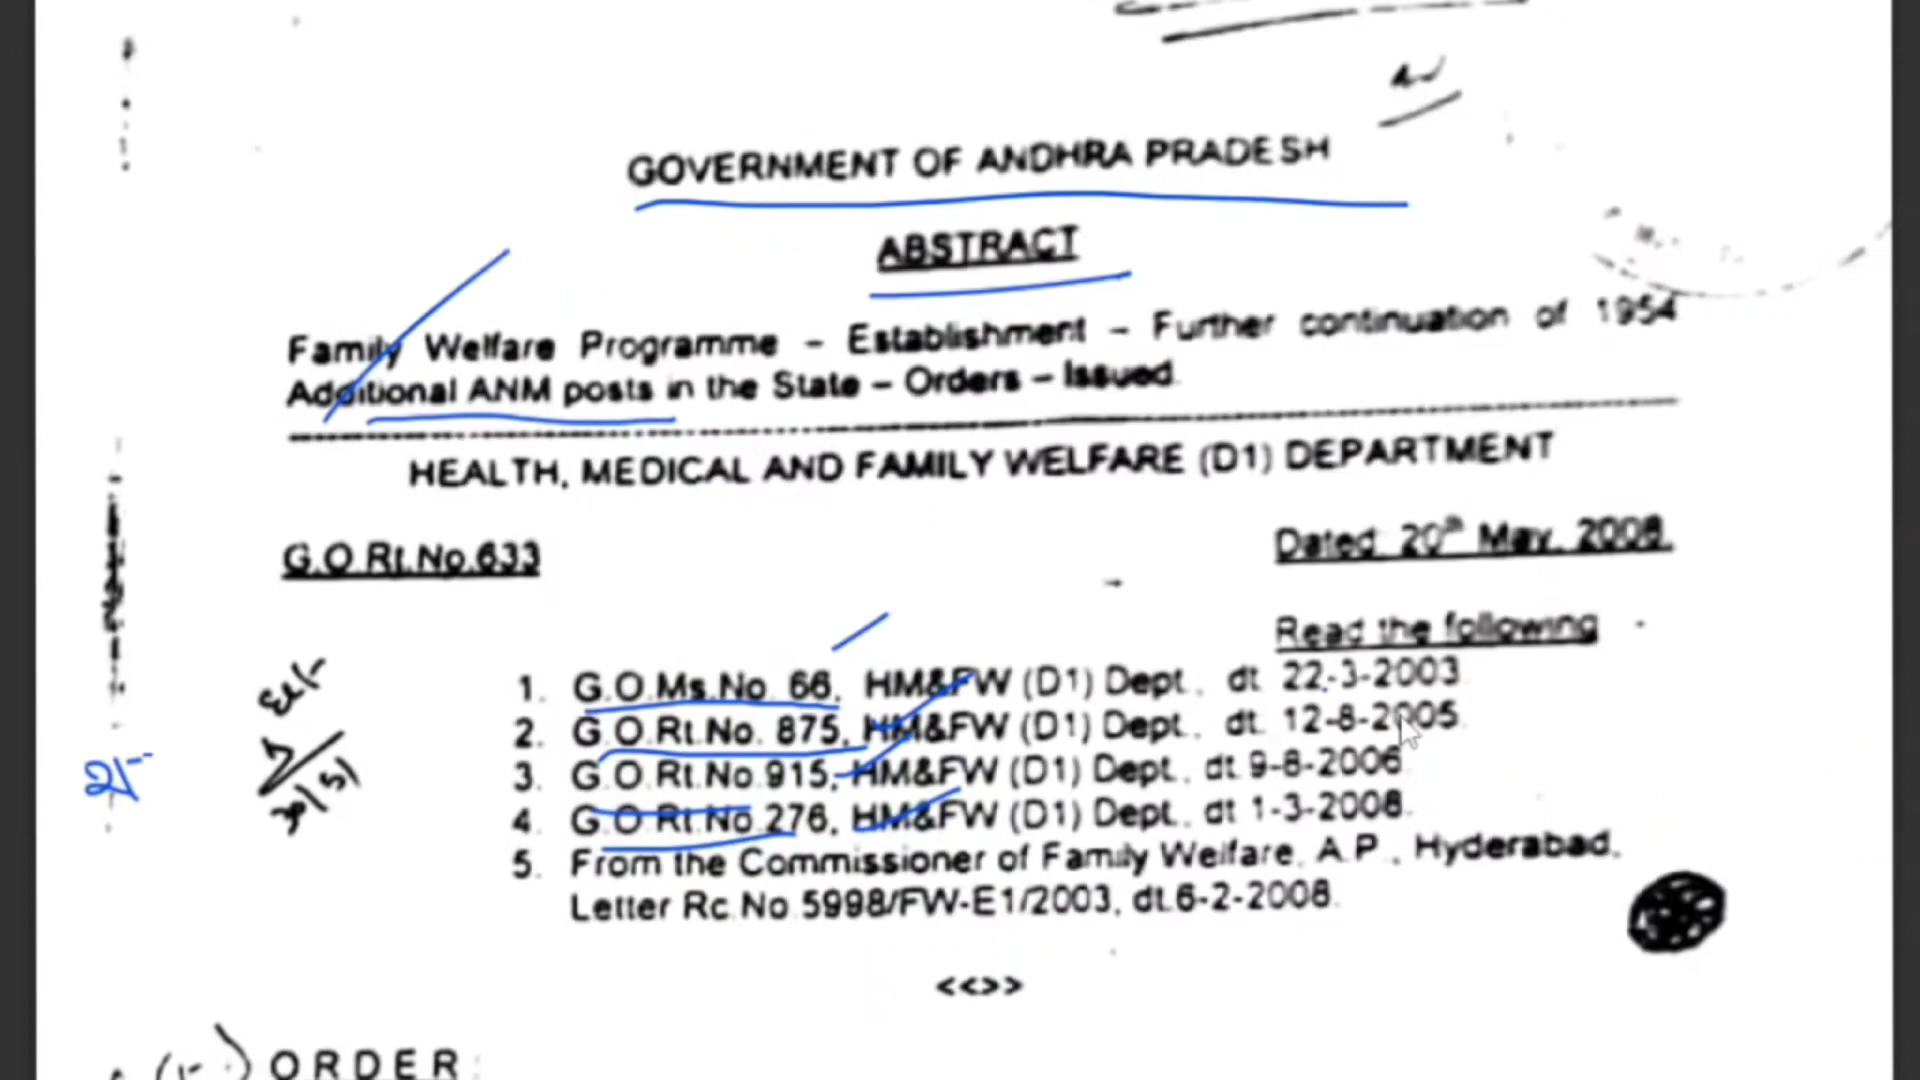 GOVERNMENT OF ANDHRA PRADESH
ABSTRACT
Family Welfare Programme – Establishment – Further continuation of 1954
Additional ANM posts in the State – Orders – Issued.
HEALTH, MEDICAL AND FAMILY WELFARE (D1) DEPARTMENT
G.O.Rt.No.633
Dated: 20th May, 2008.
Read the following
1. G.O.Ms.No. 66, HM&FW (D1) Dept., dt. 22-3-2003
2. G.O.Rt.No. 875, HM&FW (D1) Dept., dt. 12-8-2005.
3. G.O.Rt.No.915, HM&FW (D1) Dept., dt.9-8-2006
4. G.O.Rt.No.276, HM&FW (D1) Dept., dt 1-3-2008.
5. From the Commissioner of Family Welfare, A.P., Hyderabad,
Letter Rc.No.5998/FW-E1/2003, dt.6-2-2008.
<<>>
ORDER: